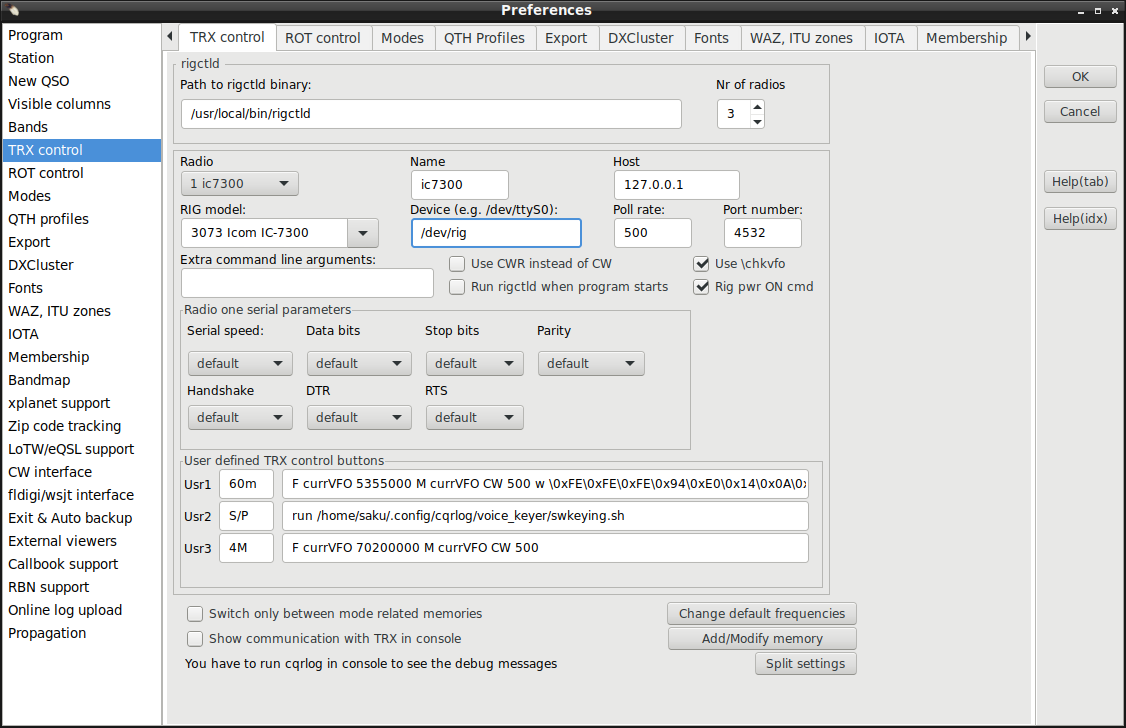 Preferences
Program
Station
New QSO
Visible columns
Bands
TRX control
ROT control
Modes
QTH profiles
Export
DXCluster
Fonts
WAZ, ITU zones
IOTA
Membership
Bandmap
xplanet support
Zip code tracking
LoTW/eQSL support
CW interface
fldigi/wsjt interface
Exit & Auto backup
External viewers
Callbook support
RBN support
Online log upload
Propagation
TRX control ROT control Modes QTH Profiles Export DXCluster Fonts WAZ, ITU zones IOTA Membership
rigctld
Path to rigctld binary: Nr of radios
/usr/local/bin/rigctld 3
Radio Name Host
1 ic7300 ic7300 127.0.0.1
RIG model: Device (e.g. /dev/ttyS0): Poll rate: Port number:
3073 Icom IC-7300 /dev/rig 500 4532
Extra command line arguments: Use CWR instead of CW Use \chkvfo
Run rigctld when program starts Rig pwr ON cmd
Radio one serial parameters
Serial speed: Data bits Stop bits Parity
default default default default
Handshake DTR RTS
default default default
User defined TRX control buttons
Usr1 60m F currVFO 5355000 M currVFO CW 500 w \0xFE\0xFE\0xFE\0x94\0xE0\0x14\0x0A\0x
Usr2 S/P run /home/saku/.config/cqrlog/voice_keyer/swkeying.sh
Usr3 4M F currVFO 70200000 M currVFO CW 500
Switch only between mode related memories Change default frequencies
Show communication with TRX in console Add/Modify memory
You have to run cqrlog in console to see the debug messages Split settings
OK
Cancel
Help(tab)
Help(idx)